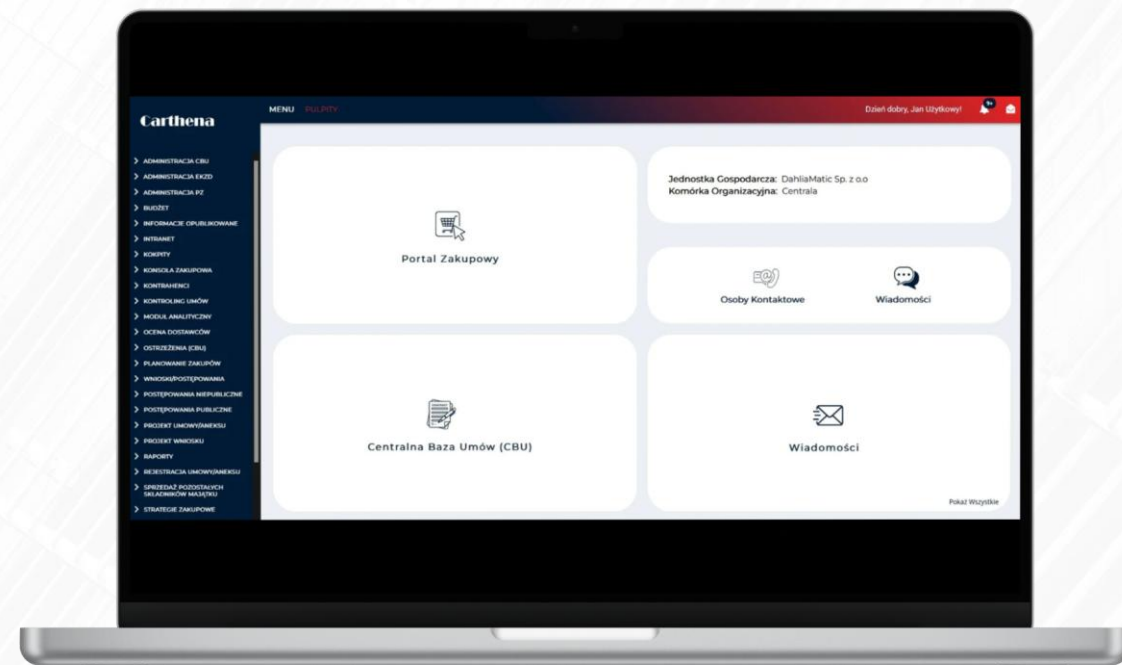 Carthena
MENU PULPITY
Dzień dobry, Jan Użytkowy!
9+
ADMINISTRACJA CBU
ADMINISTRACJA EKZD
ADMINISTRACJA PZ
BUDŻET
INFORMACJE OPUBLIKOWANE
INTRANET
KOKPITY
KONSOLA ZAKUPOWA
KONTRAHENCI
KONTROLING UMÓW
MODUŁ ANALITYCZNY
OCENA DOSTAWCÓW
OSTRZEŻENIA (CBU)
PLANOWANIE ZAKUPÓW
WNIOSKI/POSTĘPOWANIA
POSTĘPOWANIA NIEPUBLICZNE
POSTĘPOWANIA PUBLICZNE
PROJEKT UMOWY/ANEKSU
PROJEKT WNIOSKU
RAPORTY
REJESTRACJA UMOWY/ANEKSU
SPRZEDAŻ POZOSTAŁYCH
SKŁADNIKÓW MAJĄTKU
STRATEGIE ZAKUPOWE
Portal Zakupowy
Jednostka Gospodarcza: DahliaMatic Sp. z o.o
Komórka Organizacyjna: Centrala
Osoby Kontaktowe
Wiadomości
Centralna Baza Umów (CBU)
Wiadomości
Pokaż Wszystkie